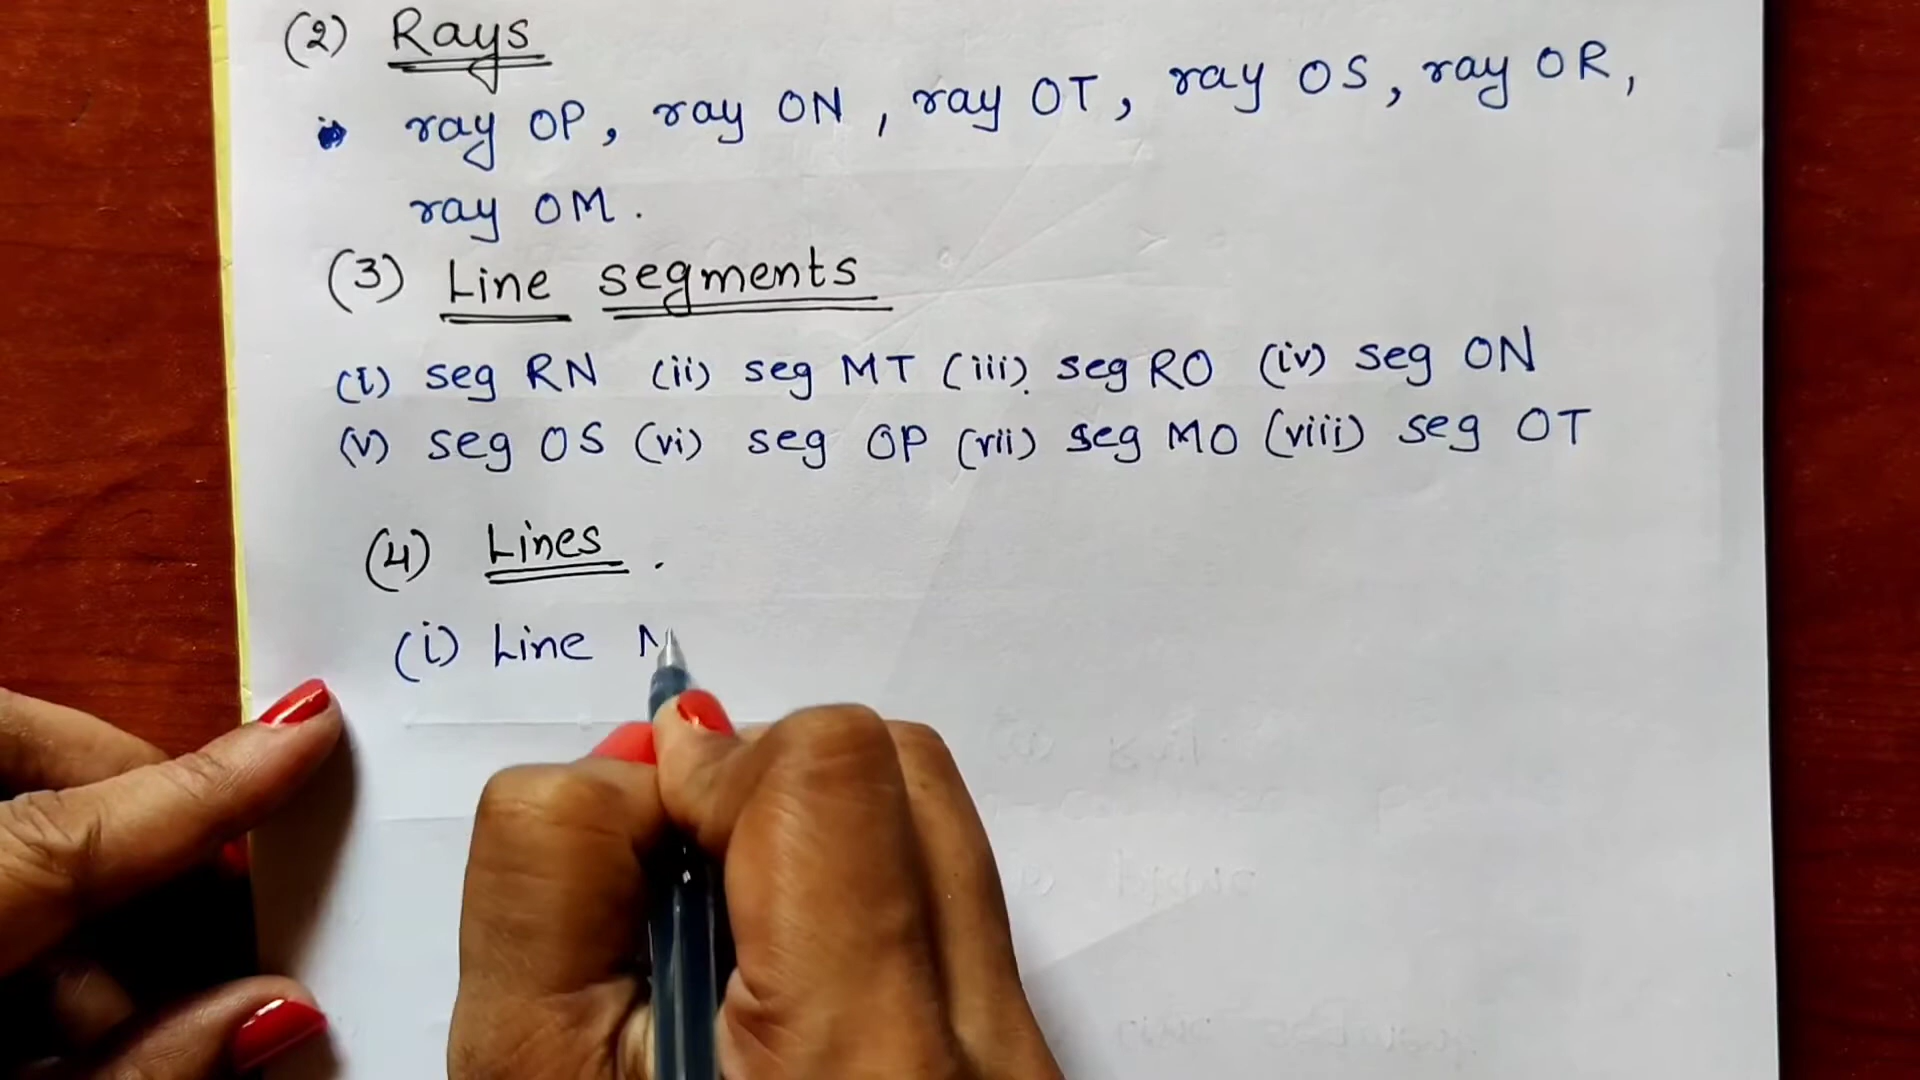 (2) Rays
ray OP, ray ON, ray OT, ray OS, ray OR,
ray OM.
(3) Line segments
(i) seg RN (ii) seg MT (iii) seg RO (iv) seg ON
(v) seg OS (vi) seg OP (vii) seg MO (viii) seg OT
(4) Lines.
(i) Line